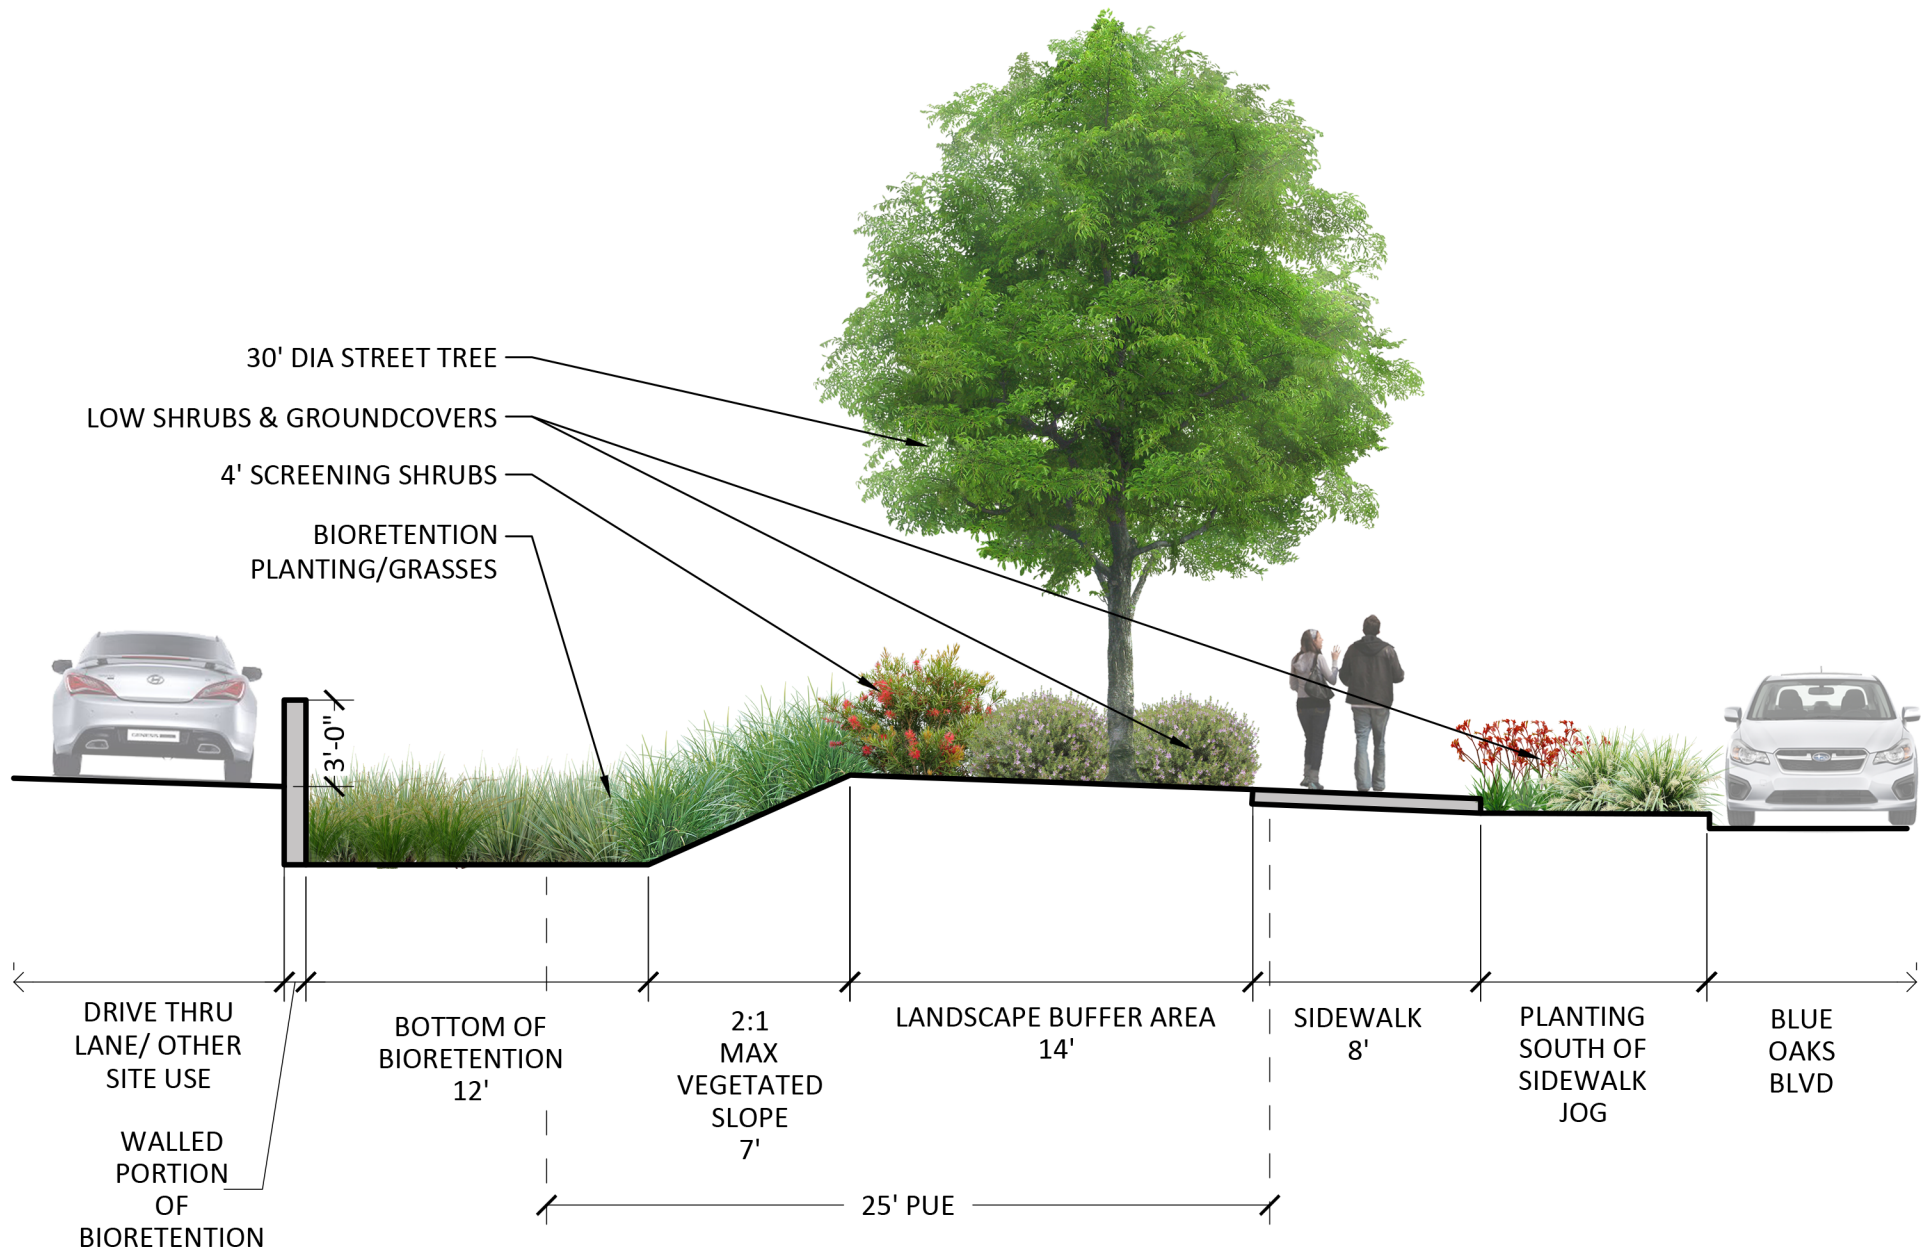 30' DIA STREET TREE
LOW SHRUBS & GROUNDCOVERS
4' SCREENING SHRUBS
BIORETENTION
PLANTING/GRASSES
3'-0"
GENESIS
DRIVE THRU
LANE/ OTHER
SITE USE
WALLED
PORTION
OF
BIORETENTION
BOTTOM OF
BIORETENTION
12'
2:1
MAX
VEGETATED
SLOPE
7'
LANDSCAPE BUFFER AREA
14'
SIDEWALK
8'
PLANTING
SOUTH OF
SIDEWALK
JOG
BLUE
OAKS
BLVD
25' PUE